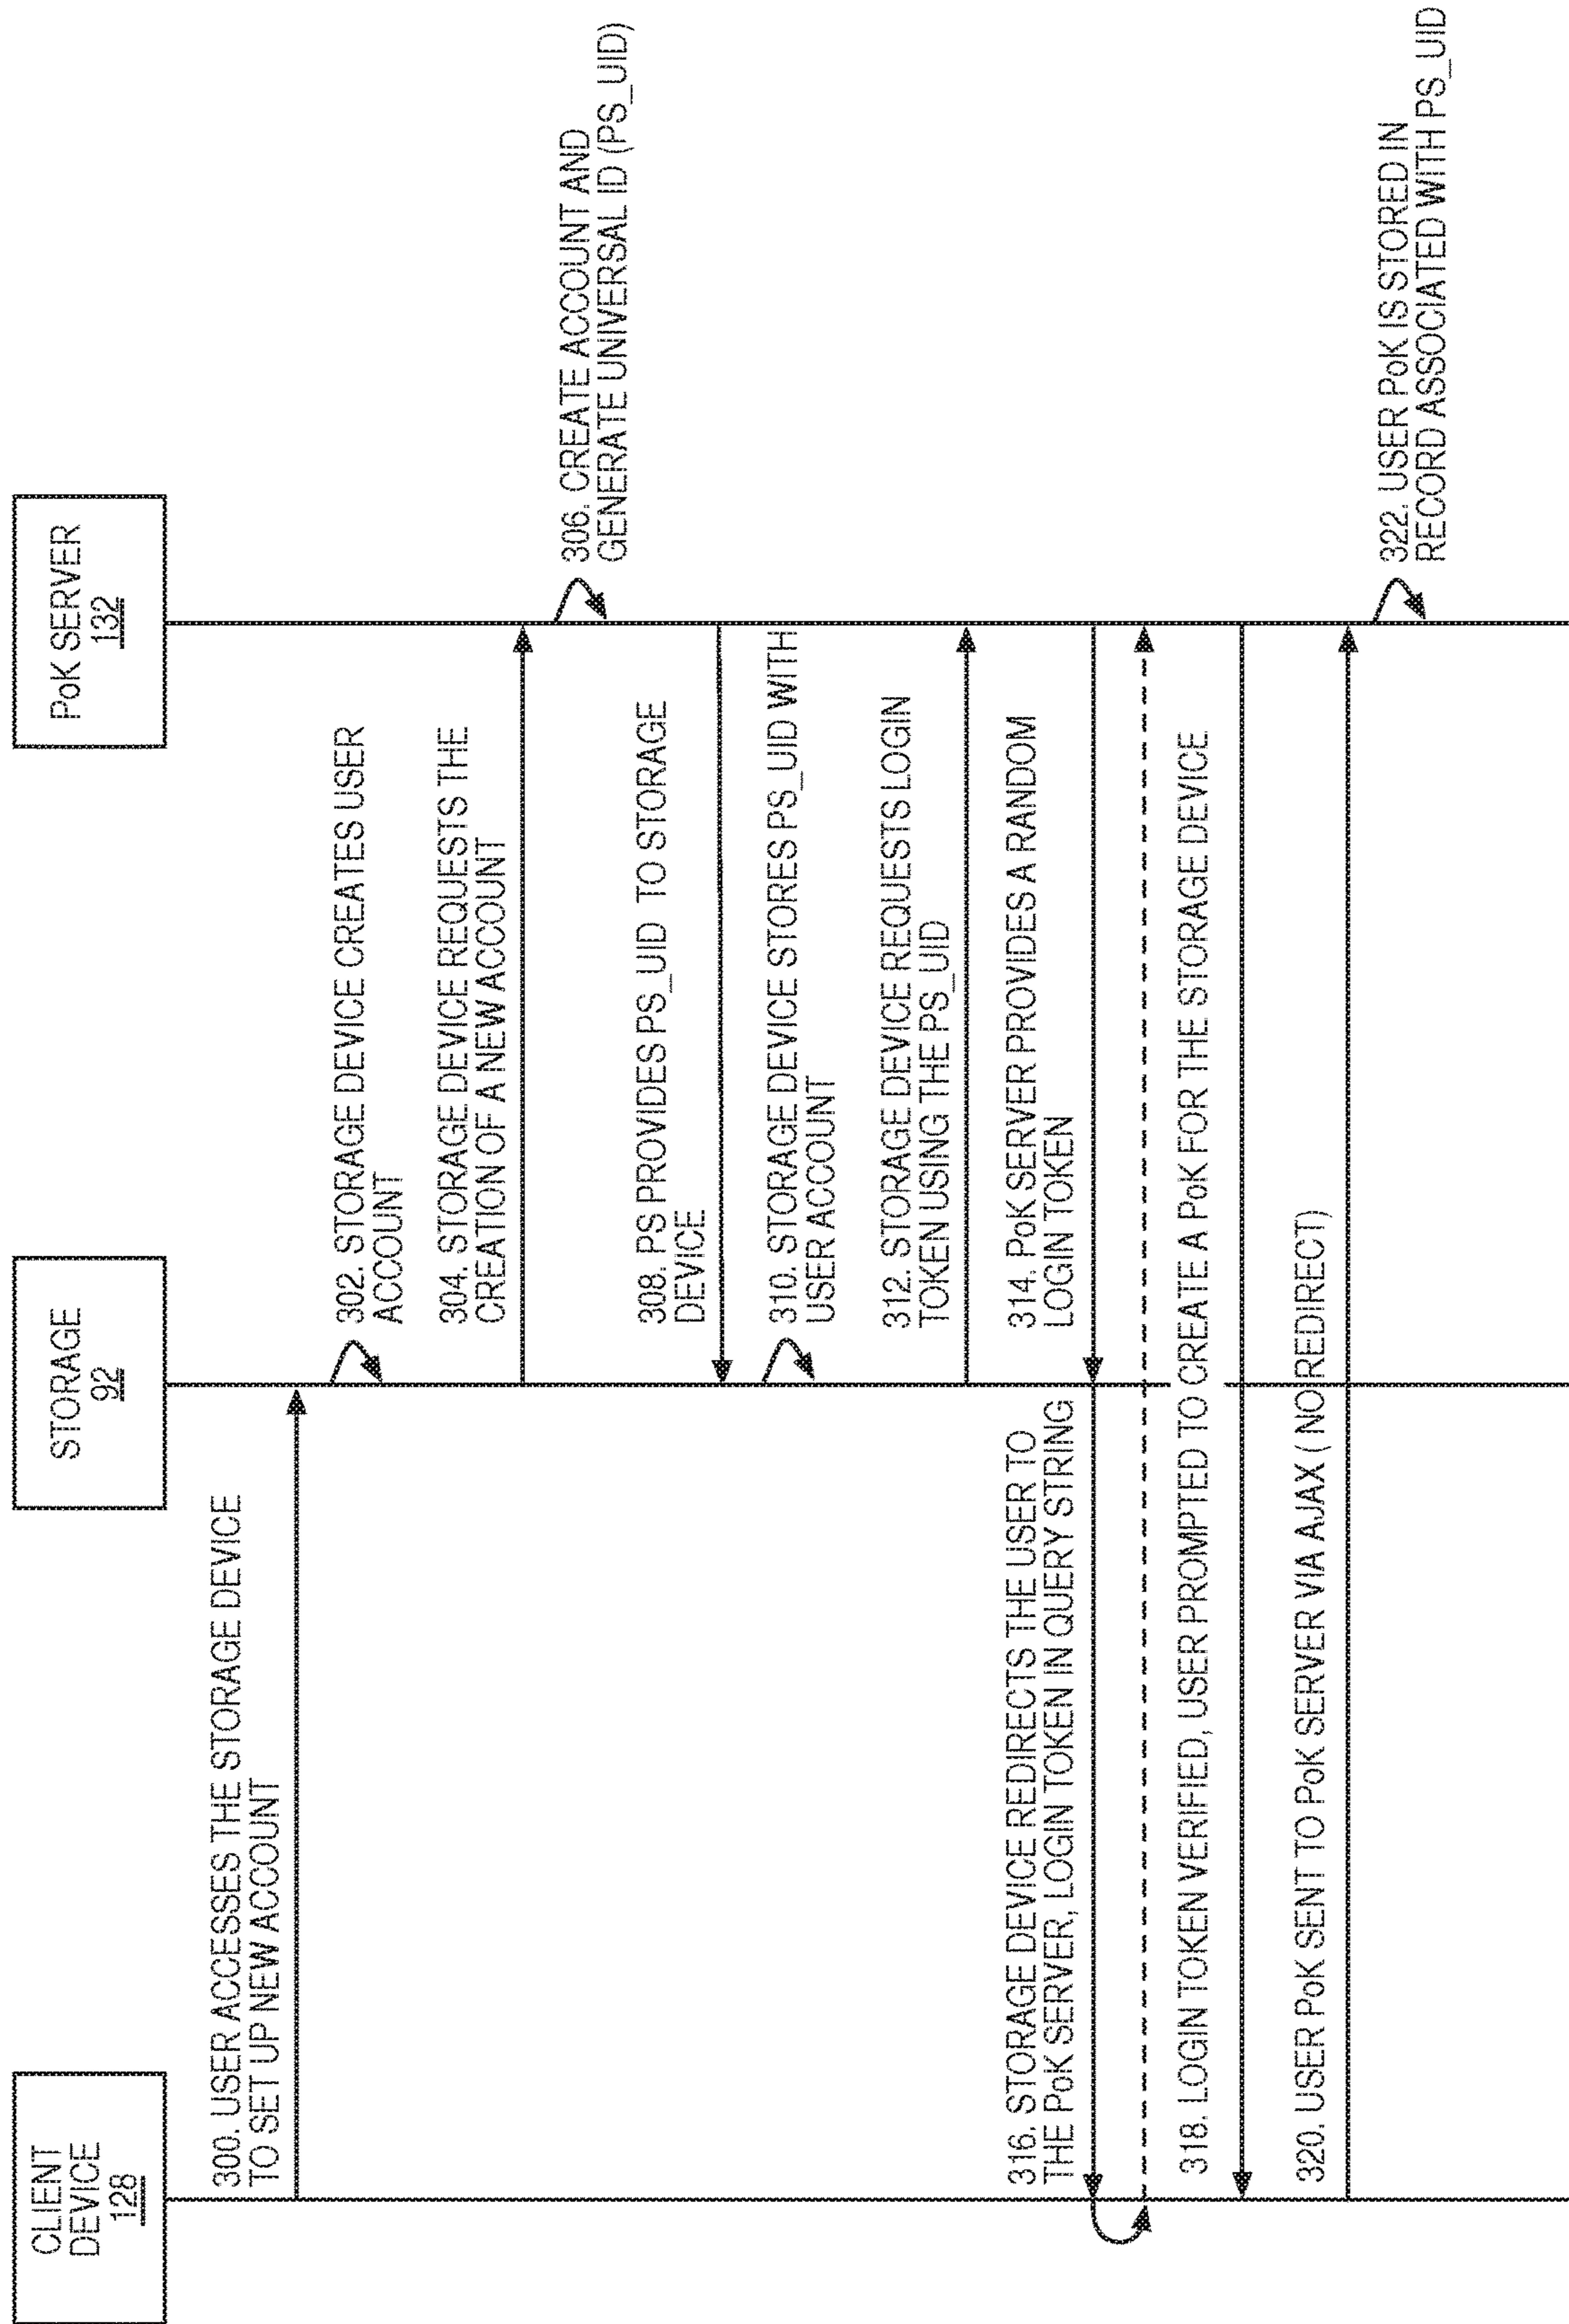 CLIENT
DEVICE
128
STORAGE
92
PoK SERVER
132
300. USER ACCESSES THE STORAGE DEVICE
TO SET UP NEW ACCOUNT
302. STORAGE DEVICE CREATES USER
ACCOUNT
304. STORAGE DEVICE REQUESTS THE
CREATION OF A NEW ACCOUNT
306. CREATE ACCOUNT AND
GENERATE UNIVERSAL ID (PS_UID)
308. PS PROVIDES PS_UID TO STORAGE
DEVICE
310. STORAGE DEVICE STORES PS_UID WITH
USER ACCOUNT
312. STORAGE DEVICE REQUESTS LOGIN
TOKEN USING THE PS_UID
314. PoK SERVER PROVIDES A RANDOM
LOGIN TOKEN
316. STORAGE DEVICE REDIRECTS THE USER TO
THE PoK SERVER, LOGIN TOKEN IN QUERY STRING
318. LOGIN TOKEN VERIFIED, USER PROMPTED TO CREATE A PoK FOR THE STORAGE DEVICE
320. USER PoK SENT TO PoK SERVER VIA AJAX ( NO REDIRECT)
322. USER PoK IS STORED IN
RECORD ASSOCIATED WITH PS_UID